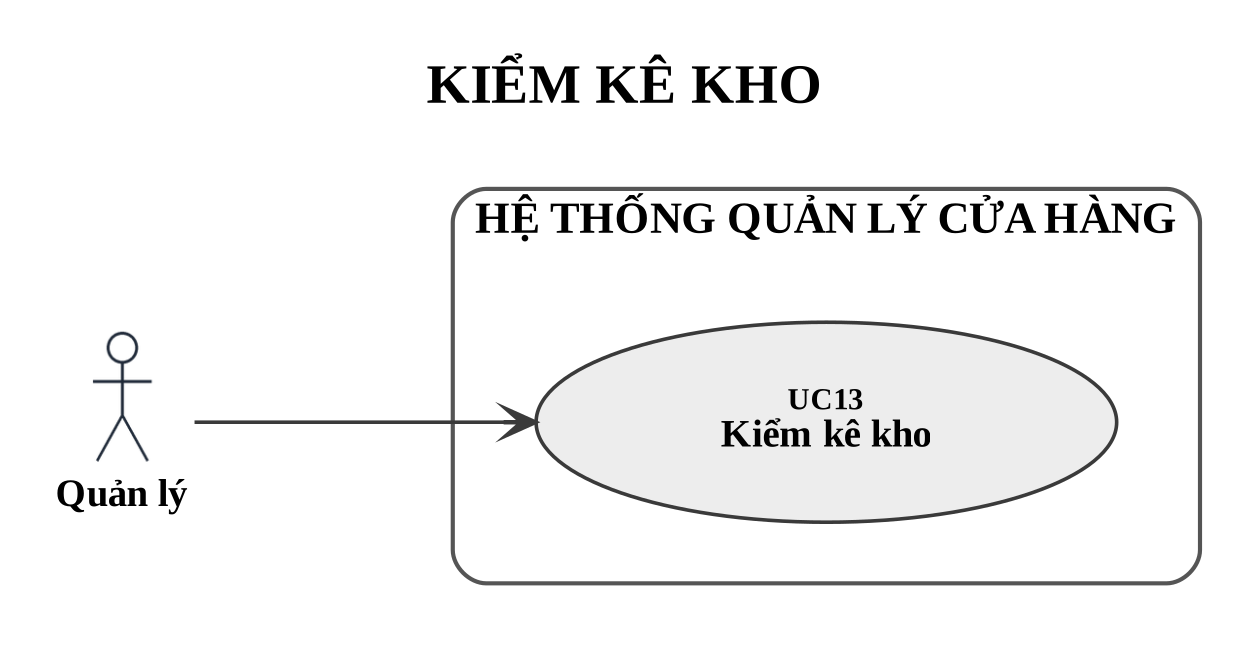 KIỂM KÊ KHO
HỆ THỐNG QUẢN LÝ CỬA HÀNG
UC13
Kiểm kê kho
Quản lý